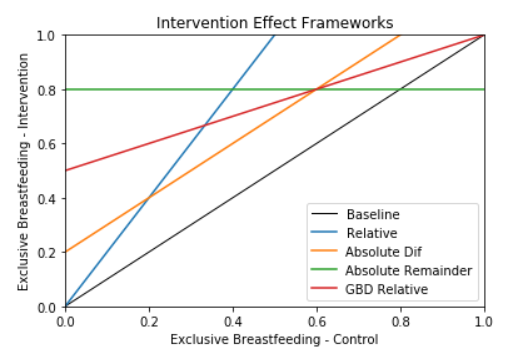 Intervention Effect Frameworks
Exclusive Breastfeeding - Intervention
1.0
0.8
0.6
0.4
0.2
0.0
Baseline
Relative
Absolute Dif
Absolute Remainder
GBD Relative
0.0 0.2 0.4 0.6 0.8 1.0
Exclusive Breastfeeding - Control